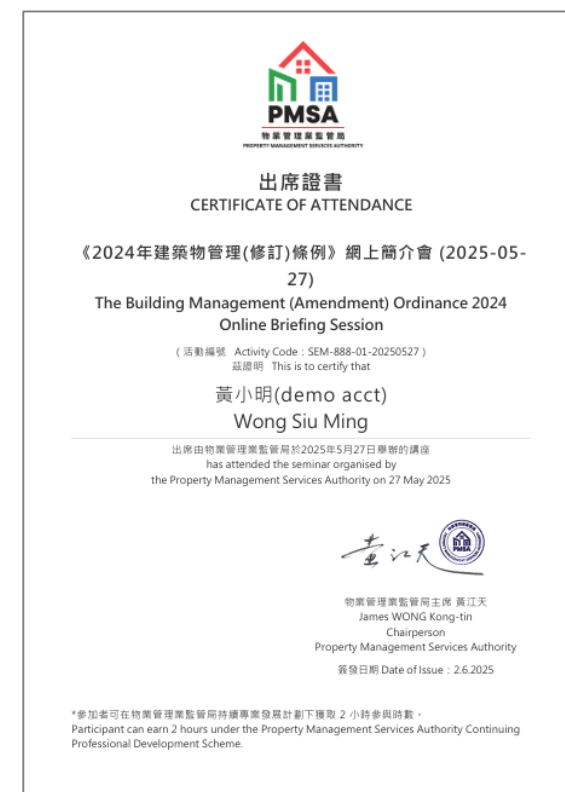 PMSA
物業管理業監管局
PROPERTY MANAGEMENT SERVICES AUTHORITY
出席證書
CERTIFICATE OF ATTENDANCE
《2024年建築物管理(修訂)條例》網上簡介會 (2025-05-
27)
The Building Management (Amendment) Ordinance 2024
Online Briefing Session
( 活動編號 Activity Code : SEM-888-01-20250527 )
茲證明 This is to certify that
黃小明(demo acct)
Wong Siu Ming
出席由物業管理業監管局於2025年5月27日舉辦的講座
has attended the seminar organised by
the Property Management Services Authority on 27 May 2025
黃江天
PMSA
物業管理業監管局主席 黃江天
James WONG Kong-tin
Chairperson
Property Management Services Authority
簽發日期 Date of Issue : 2.6.2025
*參加者可在物業管理業監管局持續專業發展計劃下獲取 2 小時參與時數。
Participant can earn 2 hours under the Property Management Services Authority Continuing
Professional Development Scheme.